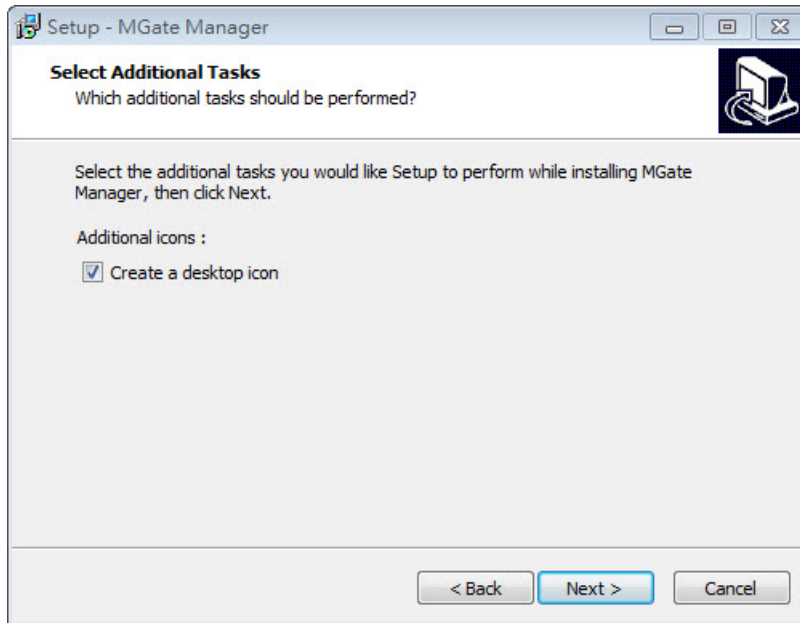 Setup - MGate Manager
Select Additional Tasks
Which additional tasks should be performed?
Select the additional tasks you would like Setup to perform while installing MGate
Manager, then click Next.
Additional icons :
Create a desktop icon
< Back
Next >
Cancel